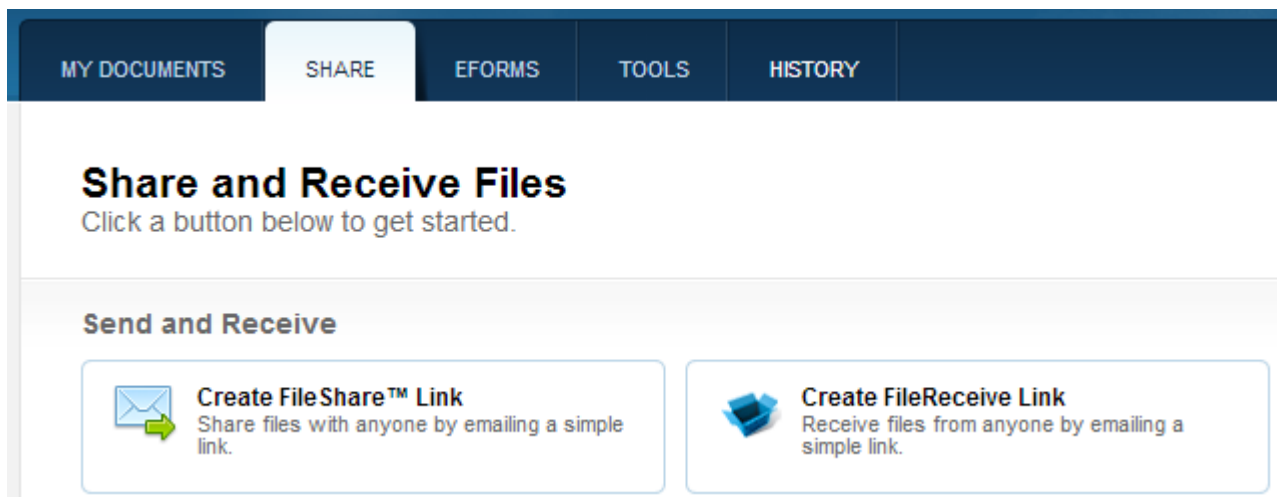 MY DOCUMENTS SHARE EFORMS TOOLS HISTORY
Share and Receive Files
Click a button below to get started.
Send and Receive
Create FileShare™ Link
Share files with anyone by emailing a simple
link.
Create FileReceive Link
Receive files from anyone by emailing a
simple link.